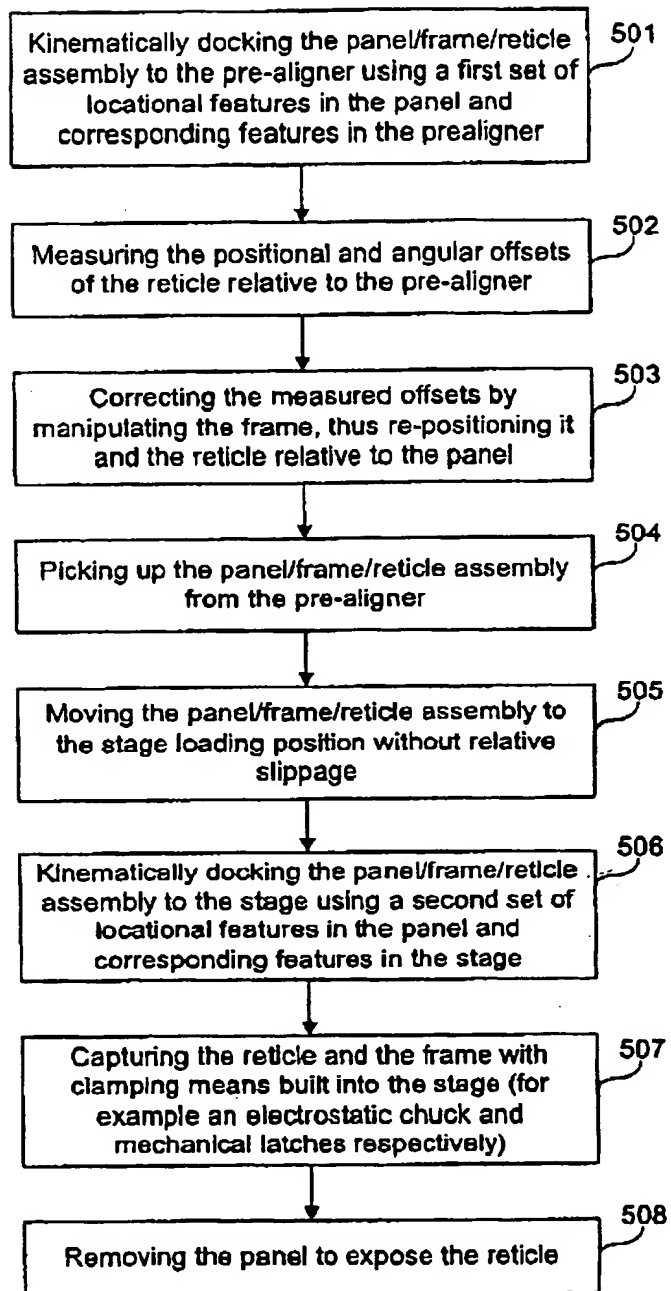 Kinematically docking the panel/frame/reticle
assembly to the pre-aligner using a first set of
locational features in the panel and
corresponding features in the prealigner
501
Measuring the positional and angular offsets
of the reticle relative to the pre-aligner
502
Correcting the measured offsets by
manipulating the frame, thus re-positioning it
and the reticle relative to the panel
503
Picking up the panel/frame/reticle assembly
from the pre-aligner
504
Moving the panel/frame/reticle assembly to
the stage loading position without relative
slippage
505
Kinematically docking the panel/frame/reticle
assembly to the stage using a second set of
locational features in the panel and
corresponding features in the stage
506
Capturing the reticle and the frame with
clamping means built into the stage (for
example an electrostatic chuck and
mechanical latches respectively)
507
Removing the panel to expose the reticle
508